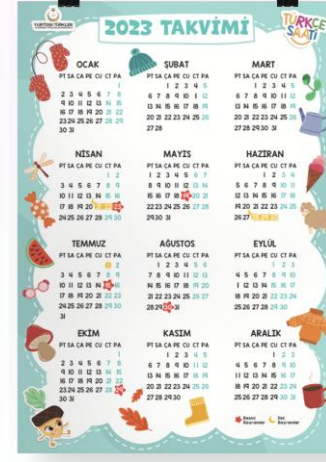 YURTDIŞI TÜRKLER
2023 TAKVİMİ
TÜRKÇE
SAATİ
OCAK
PT SA ÇA PE CU CT PA
1
2 3 4 5 6 7 8
9 10 11 12 13 14 15
16 17 18 19 20 21 22
23 24 25 26 27 28 29
30 31
ŞUBAT
PT SA ÇA PE CU CT PA
1 2 3 4 5
6 7 8 9 10 11 12
13 14 15 16 17 18 19
20 21 22 23 24 25 26
27 28
MART
PT SA ÇA PE CU CT PA
1 2 3 4 5
6 7 8 9 10 11 12
13 14 15 16 17 18 19
20 21 22 23 24 25 26
27 28 29 30 31
NİSAN
PT SA ÇA PE CU CT PA
1 2
3 4 5 6 7 8 9
10 11 12 13 14 15 16
17 18 19 20 21 22 23
24 25 26 27 28 29 30
MAYIS
PT SA ÇA PE CU CT PA
1 2 3 4 5 6 7
8 9 10 11 12 13 14
15 16 17 18 19 20 21
22 23 24 25 26 27 28
29 30 31
HAZİRAN
PT SA ÇA PE CU CT PA
1 2 3 4
5 6 7 8 9 10 11
12 13 14 15 16 17 18
19 20 21 22 23 24 25
26 27 28 29 30
TEMMUZ
PT SA ÇA PE CU CT PA
1 2
3 4 5 6 7 8 9
10 11 12 13 14 15 16
17 18 19 20 21 22 23
24 25 26 27 28 29 30
31
AĞUSTOS
PT SA ÇA PE CU CT PA
1 2 3 4 5 6
7 8 9 10 11 12 13
14 15 16 17 18 19 20
21 22 23 24 25 26 27
28 29 30 31
EYLÜL
PT SA ÇA PE CU CT PA
1 2 3
4 5 6 7 8 9 10
1 12 13 14 15 16 17
18 19 20 21 22 23 24
25 26 27 28 29 30
EKİM
PT SA ÇA PE CU CT PA
1
2 3 4 5 6 7 8
9 10 11 12 13 14 15
16 17 18 19 20 21 22
23 24 25 26 27 28 29
30 31
KASIM
PT SA ÇA PE CU CT PA
1 2 3 4 5
6 7 8 9 10 11 12
13 14 15 16 17 18 19
20 21 22 23 24 25 26
27 28 29 30
ARALIK
PT SA ÇA PE CU CT PA
1 2 3
4 5 6 7 8 9 10
11 12 13 14 15 16 17
18 19 20 21 22 23 24
25 26 27 28 29 30 31
Resmi Bayramlar
Dini Bayramlar